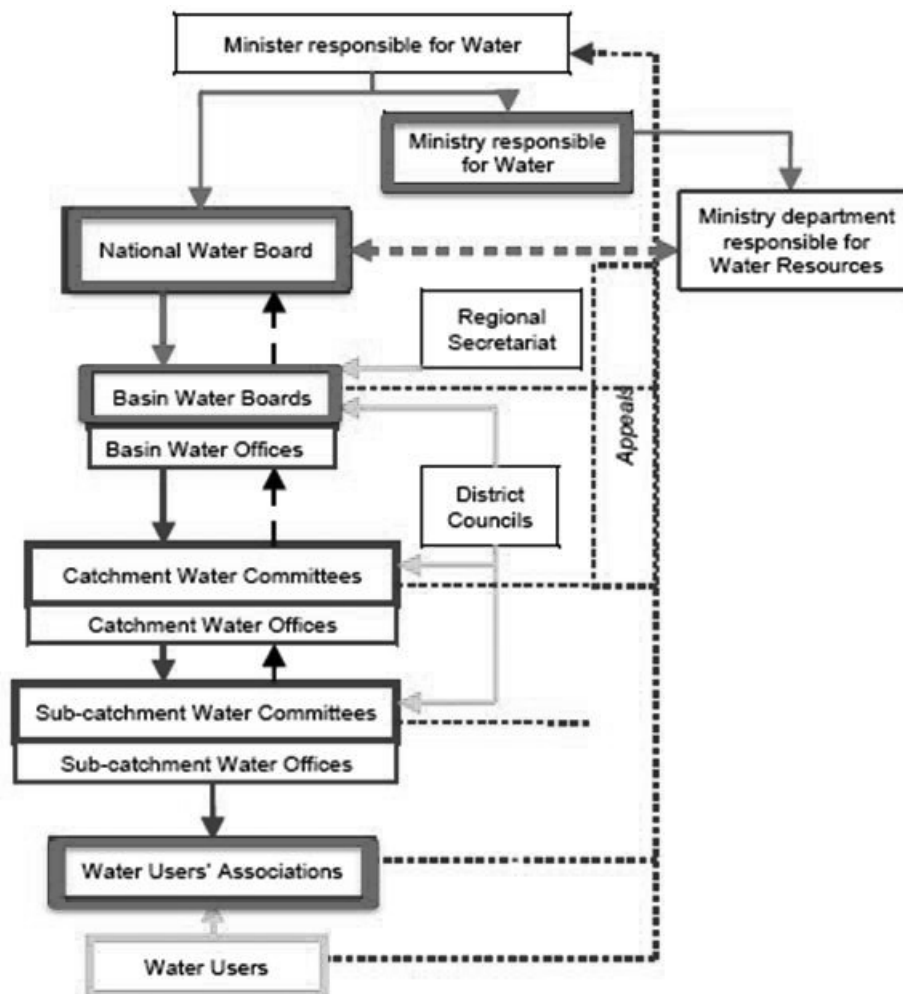 Minister responsible for Water
Ministry responsible
for Water
Ministry department
responsible for
Water Resources
National Water Board
Regional
Secretariat
Basin Water Boards
Basin Water Offices
Appeals
District
Councils
Catchment Water Committees
Catchment Water Offices
Sub-catchment Water Committees
Sub-catchment Water Offices
Water Users' Associations
Water Users